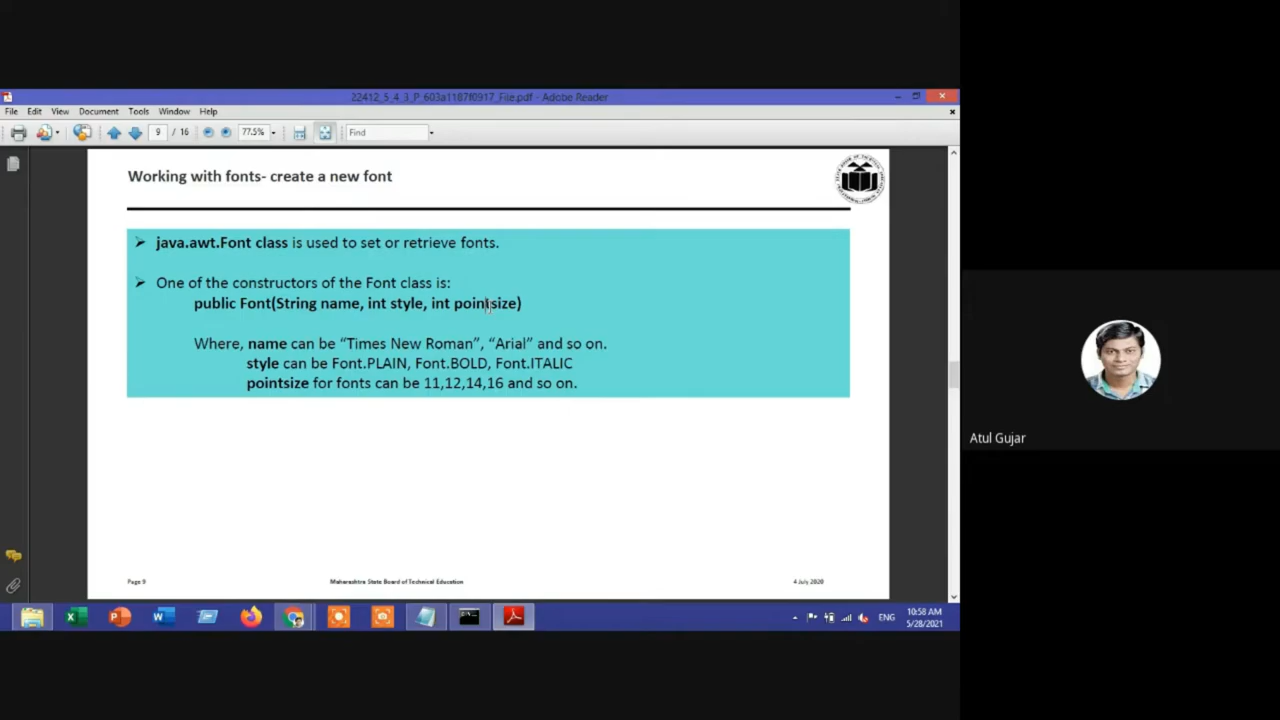 22412_5_4_3_P_603a1187f0917_File.pdf - Adobe Reader
File Edit View Document Tools Window Help
9 / 16 77.5% Find
Working with fonts- create a new font
java.awt.Font class is used to set or retrieve fonts.
One of the constructors of the Font class is:
public Font(String name, int style, int pointsize)
Where, name can be “Times New Roman”, “Arial” and so on.
style can be Font.PLAIN, Font.BOLD, Font.ITALIC
pointsize for fonts can be 11,12,14,16 and so on.
Atul Gujar
Page 9 Maharashtra State Board of Technical Education 4 July 2020
ENG 10:58 AM
5/28/2021